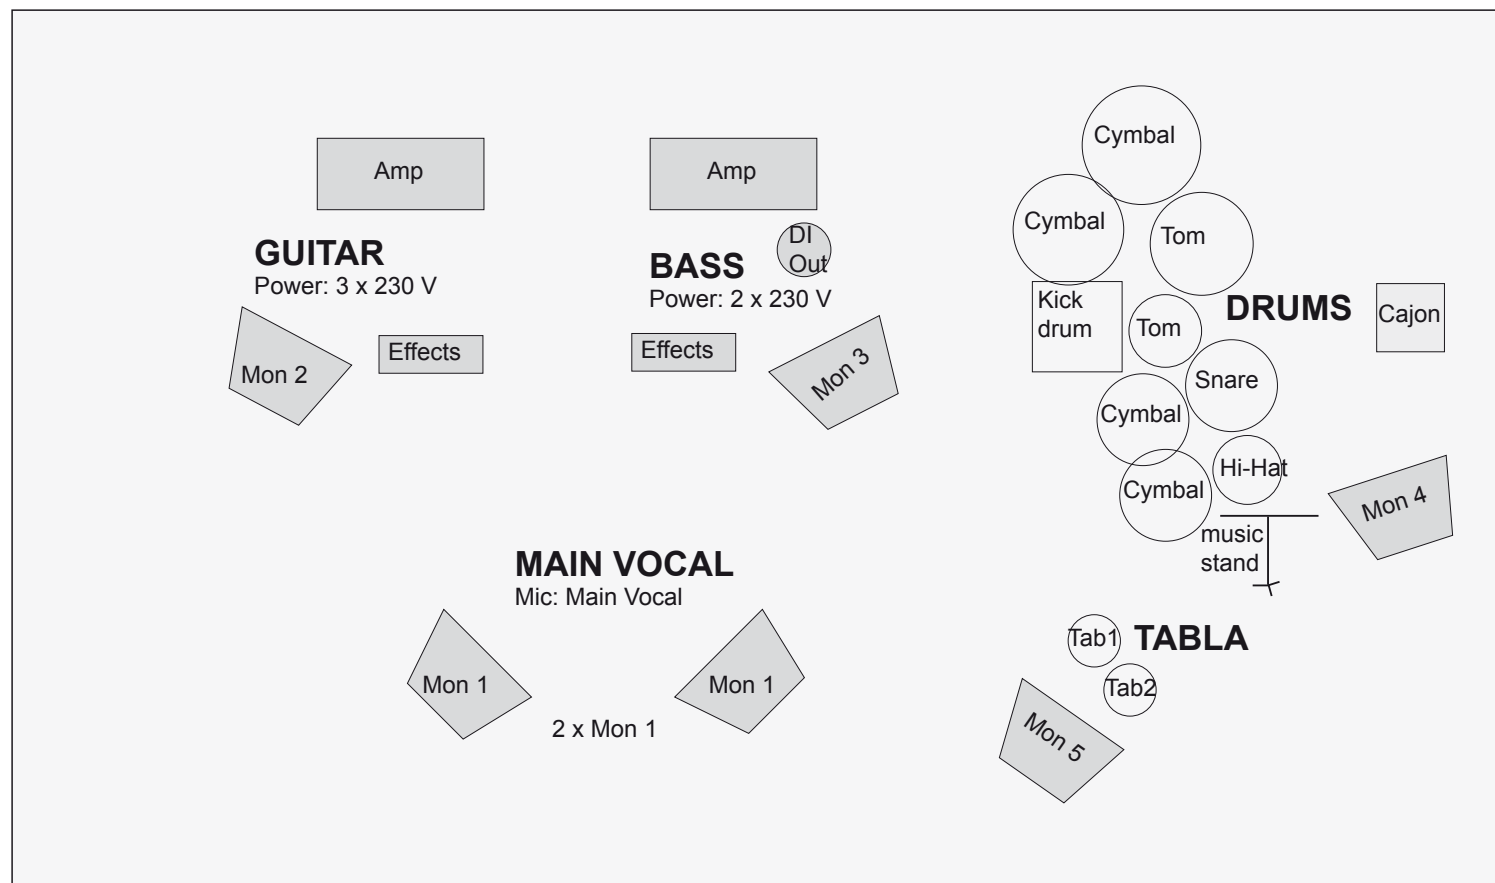 Cymbal
Amp
Amp
Cymbal
Tom
DI
Out
GUITAR
Power: 3 x 230 V
BASS
Power: 2 x 230 V
Kick
drum
Tom
DRUMS
Cajon
Mon 2
Effects
Effects
Mon 3
Snare
Cymbal
Hi-Hat
Cymbal
Mon 4
music
stand
MAIN VOCAL
Mic: Main Vocal
Tab1
TABLA
Tab2
Mon 1
Mon 1
2 x Mon 1
Mon 5